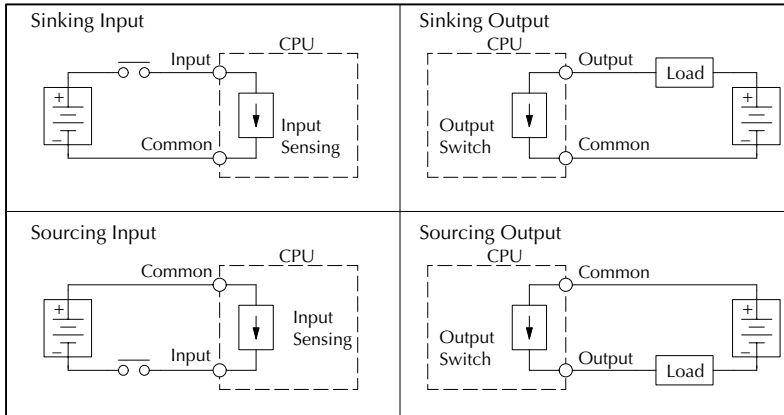 Sinking Input
CPU
Input
+
−
Input
Sensing
Common
Sinking Output
CPU
Output
Load
+
−
Output
Switch
Common
Sourcing Input
CPU
Common
+
−
Input
Sensing
Input
Sourcing Output
CPU
Common
+
−
Output
Switch
Output
Load